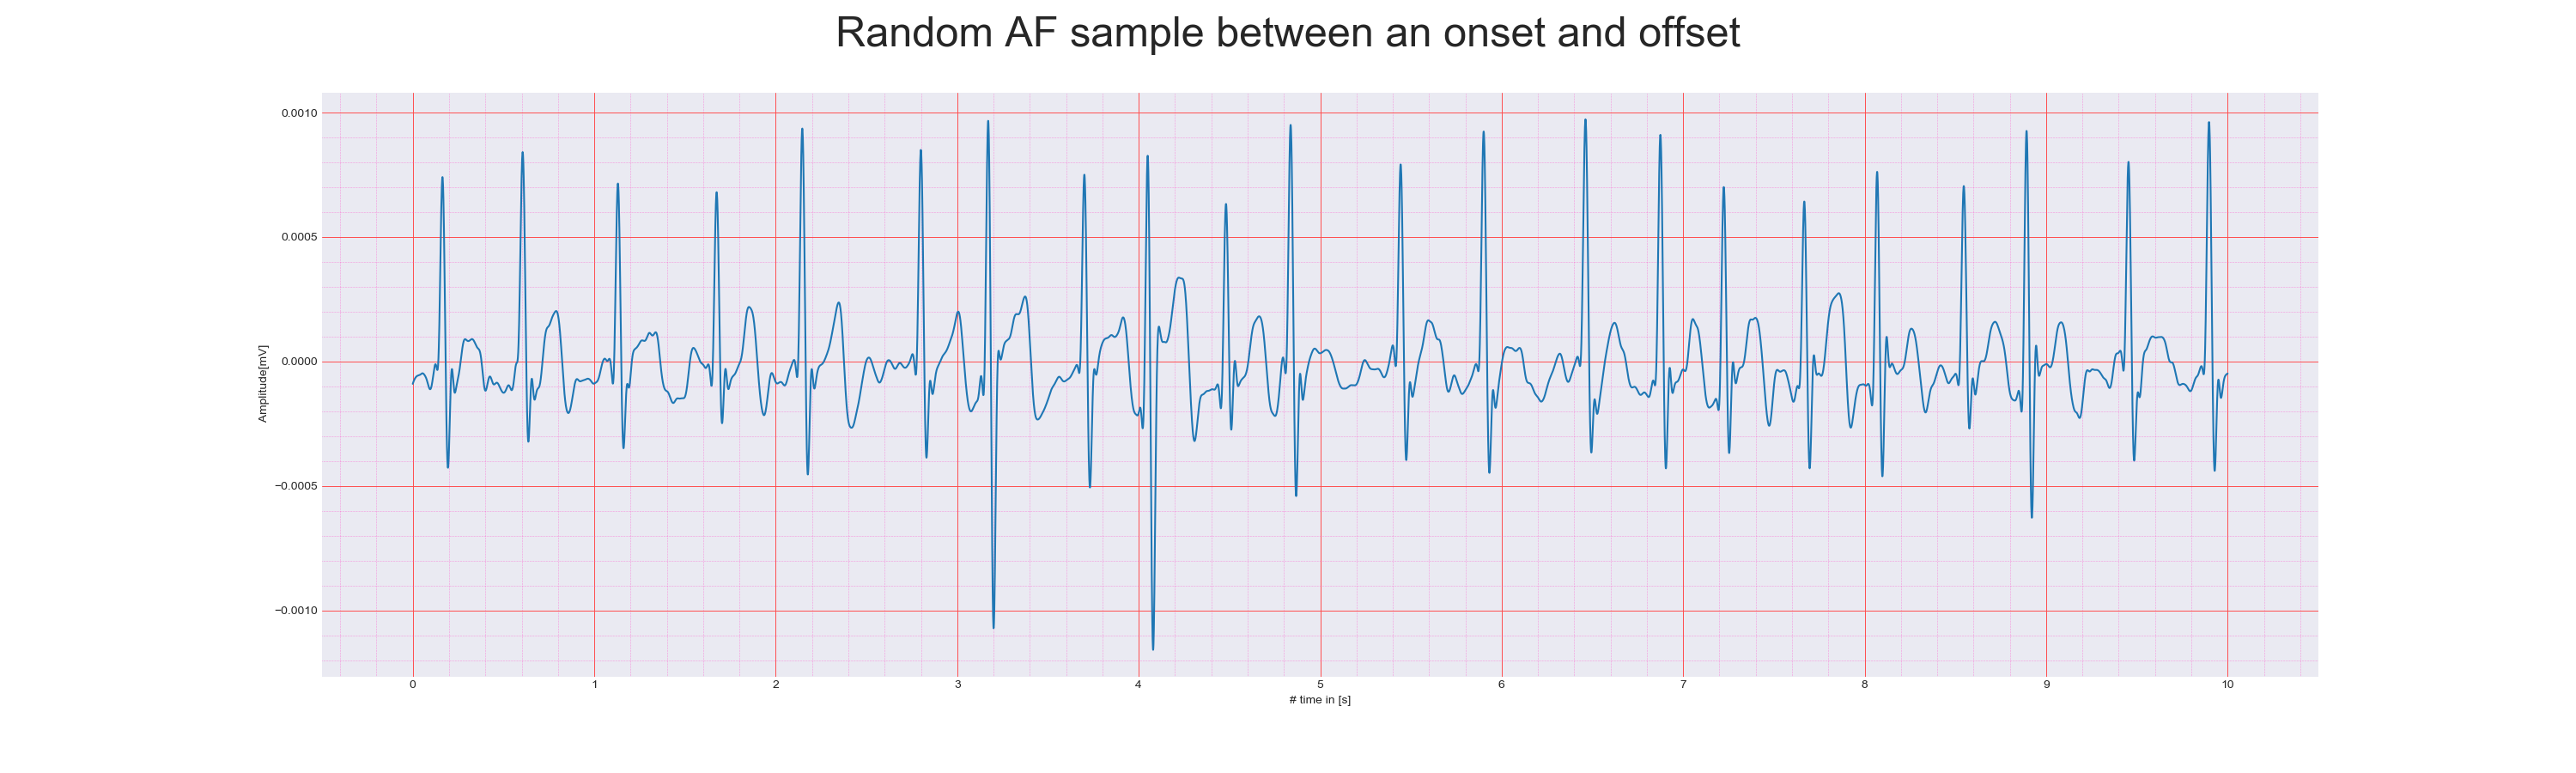 Random AF sample between an onset and offset
0.0010
0.0005
0.0000
−0.0005
−0.0010
Amplitude[mV]
0 1 2 3 4 5 6 7 8 9 10
# time in [s]